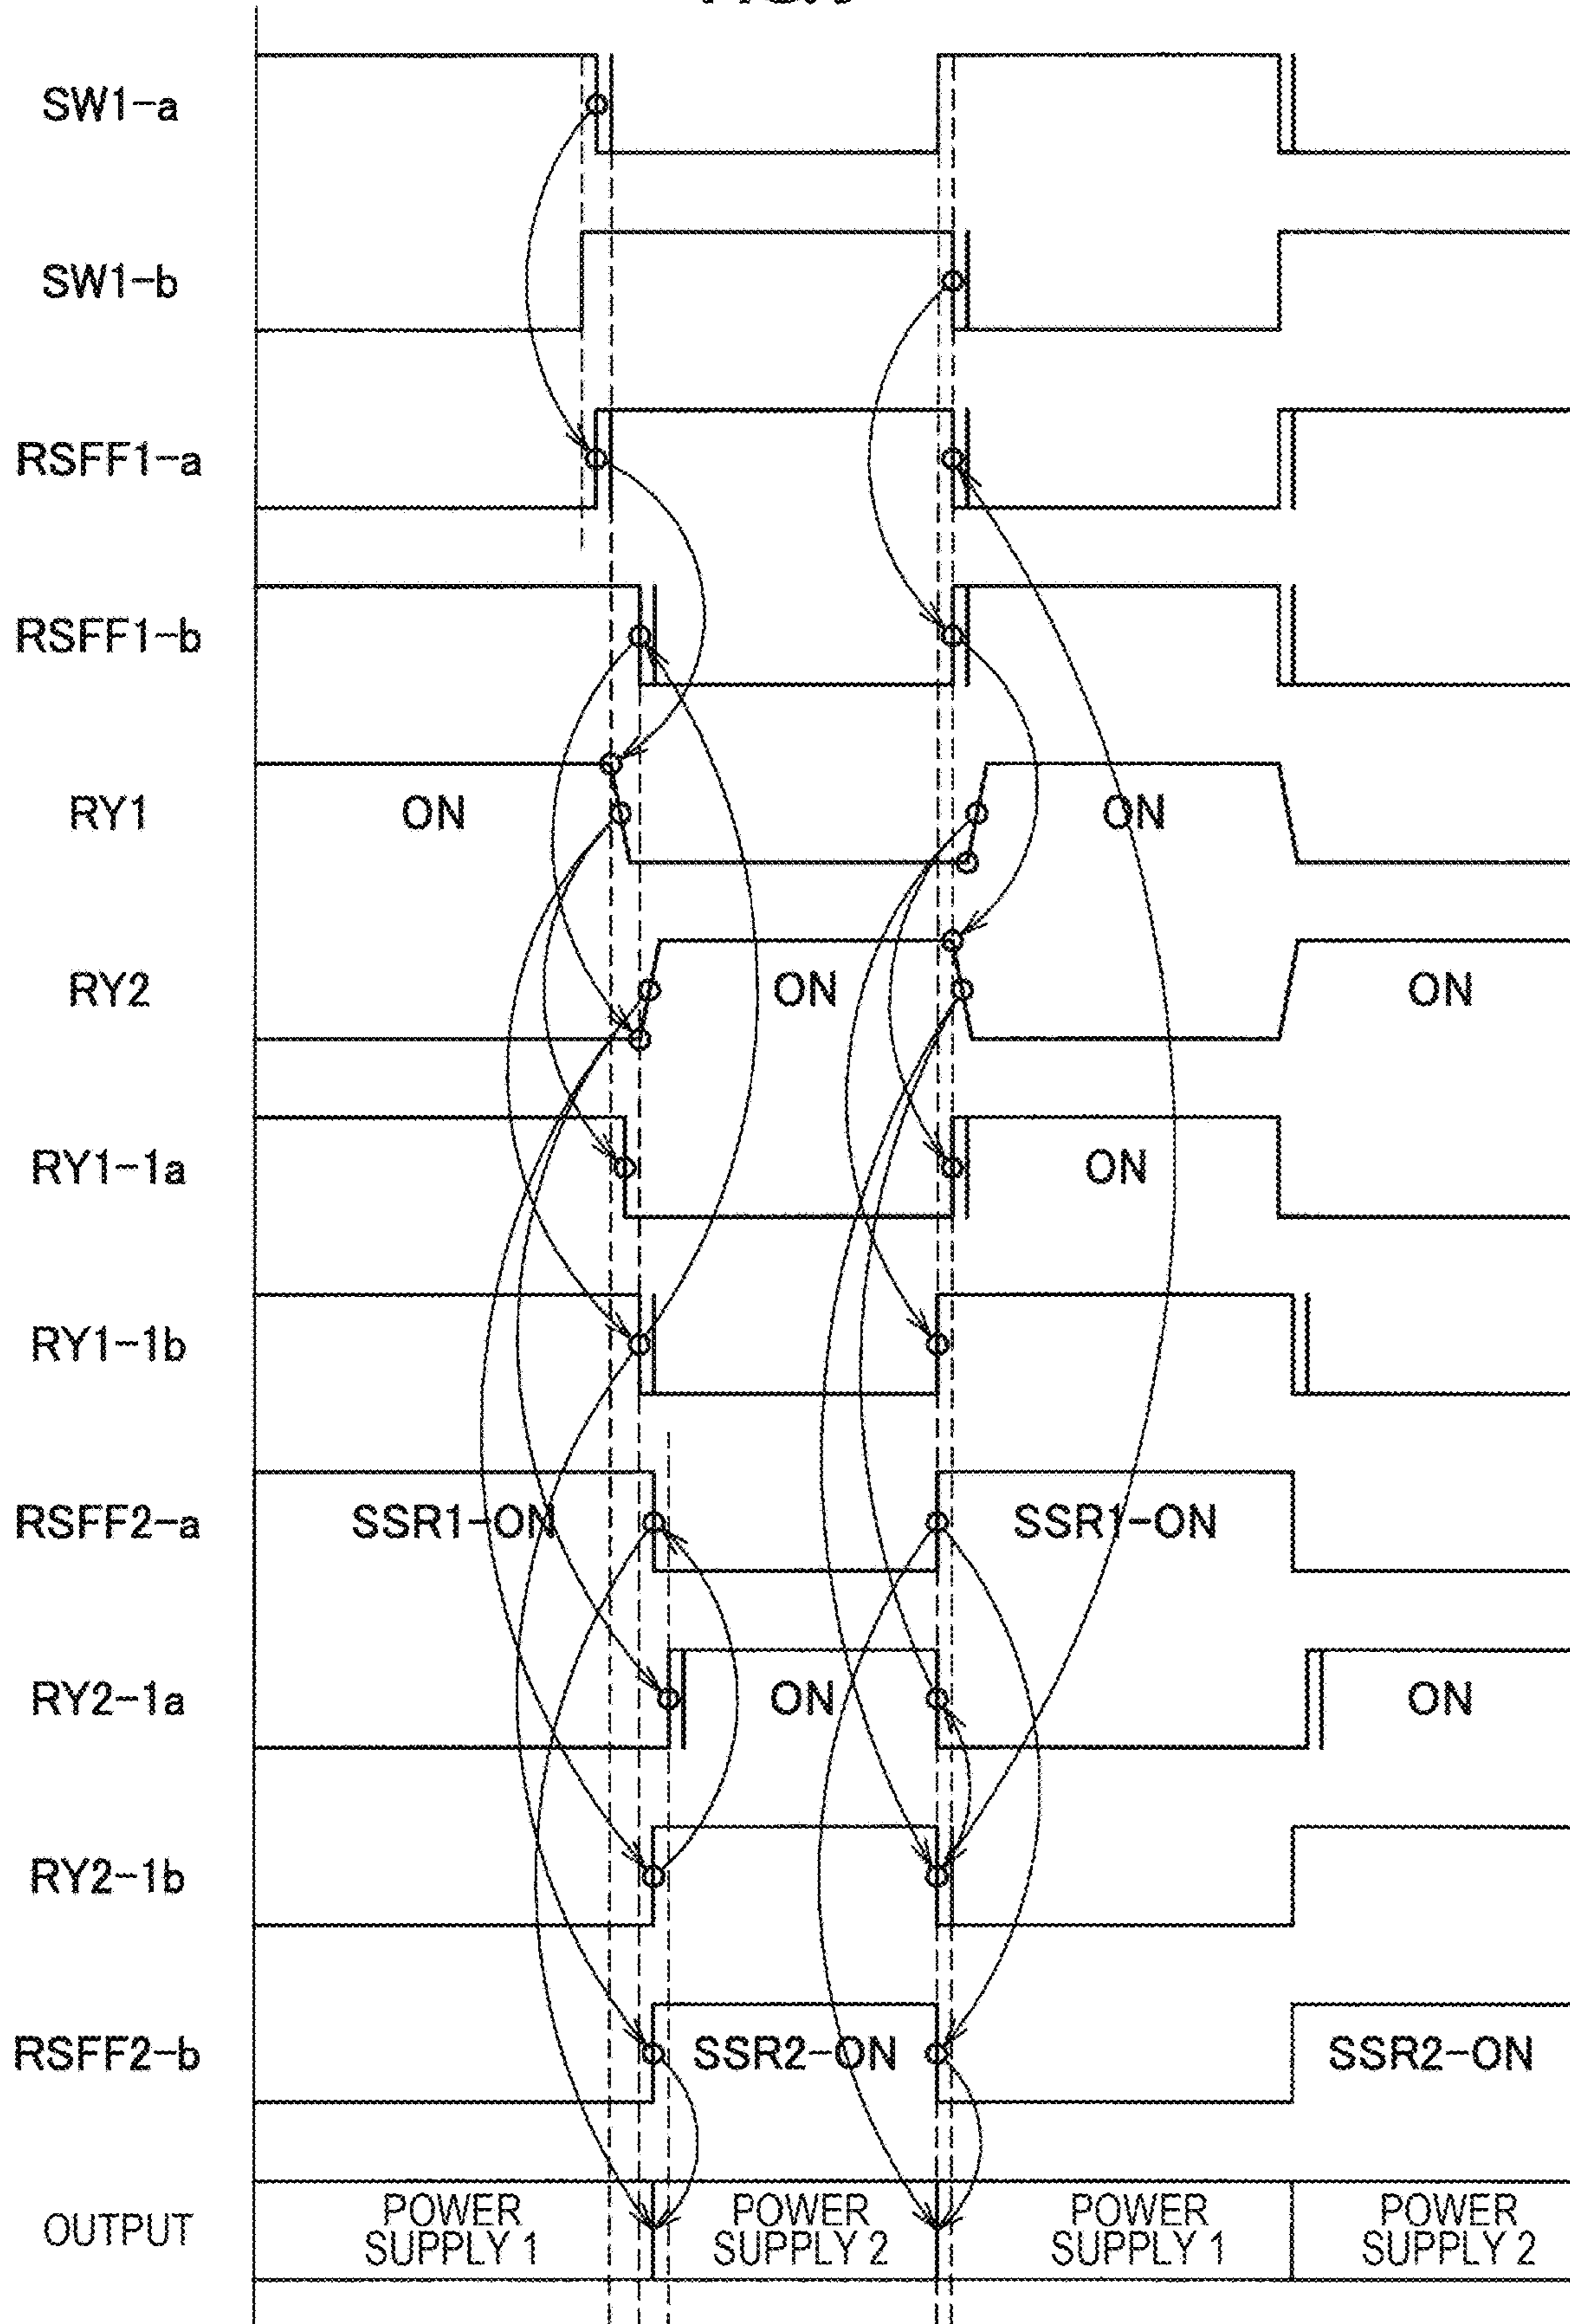 SW1-a
SW1-b
RSFF1-a
RSFF1-b
RY1
ON
ON
RY2
ON
ON
RY1-1a
ON
RY1-1b
RSFF2-a
SSR1-ON
SSR1-ON
RY2-1a
ON
ON
RY2-1b
RSFF2-b
SSR2-ON
SSR2-ON
OUTPUT
POWER
SUPPLY 1
POWER
SUPPLY 2
POWER
SUPPLY 1
POWER
SUPPLY 2